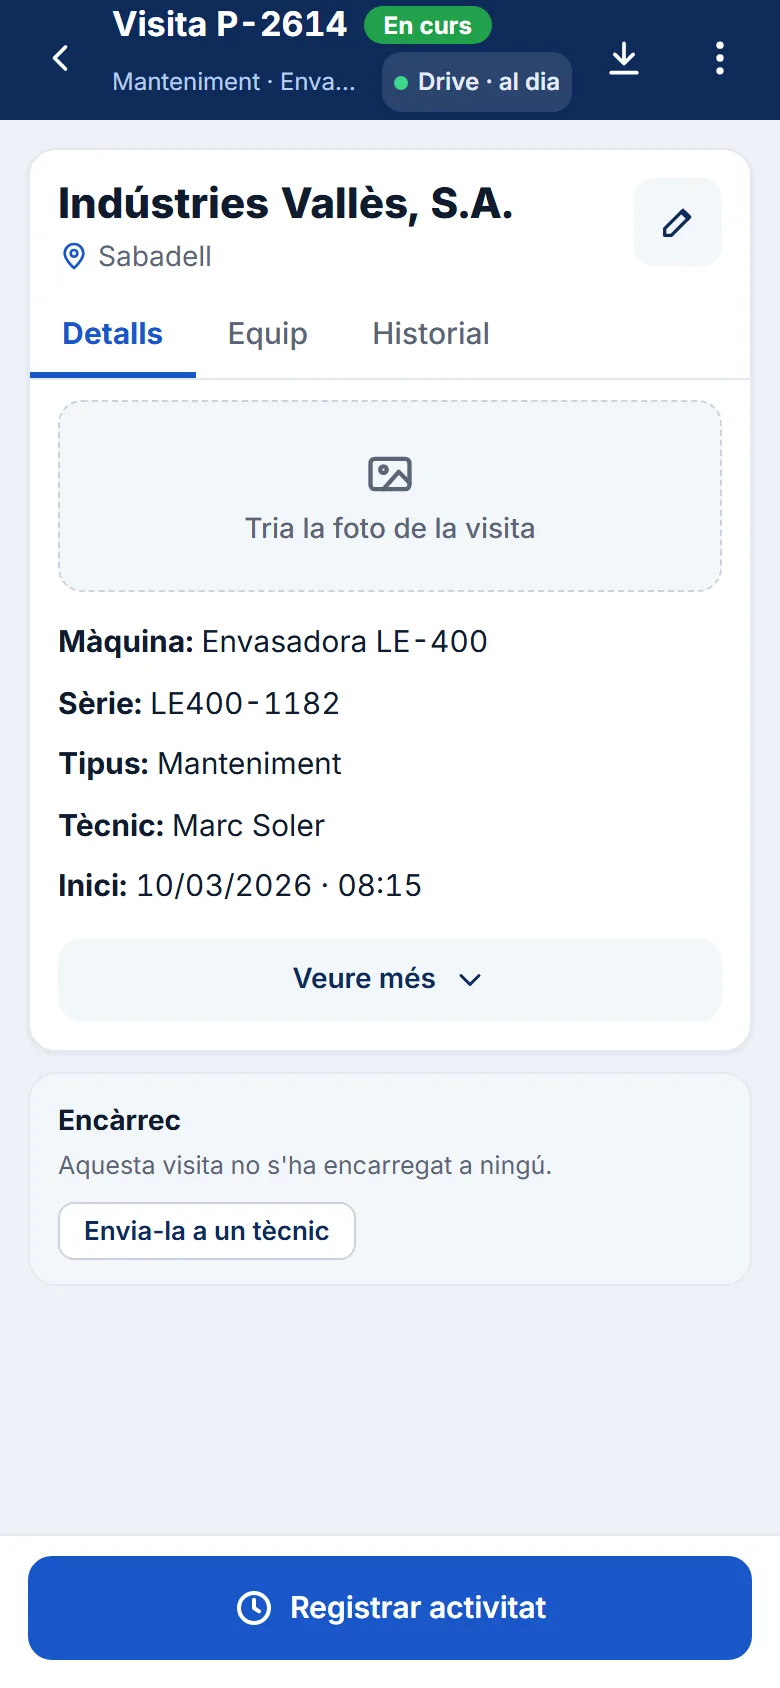 Visita P-2614
En curs
Manteniment · Enva...
Drive · al dia
Indústries Vallès, S.A.
Sabadell
Detalls
Equip
Historial
Tria la foto de la visita
Màquina: Envasadora LE-400
Sèrie: LE400-1182
Tipus: Manteniment
Tècnic: Marc Soler
Inici: 10/03/2026 · 08:15
Veure més
Encàrrec
Aquesta visita no s'ha encarregat a ningú.
Envia-la a un tècnic
Registrar activitat